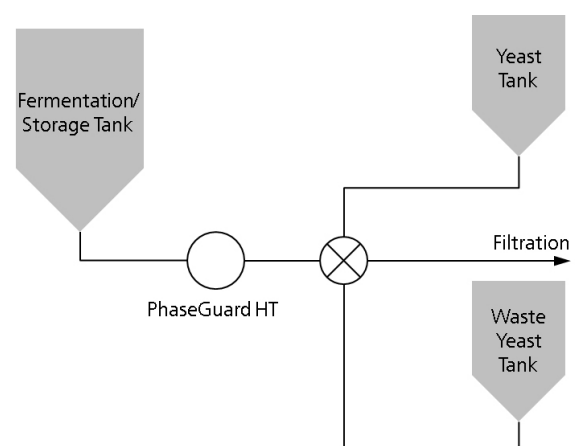 Fermentation/
Storage Tank
Yeast
Tank
Filtration
PhaseGuard HT
Waste
Yeast
Tank